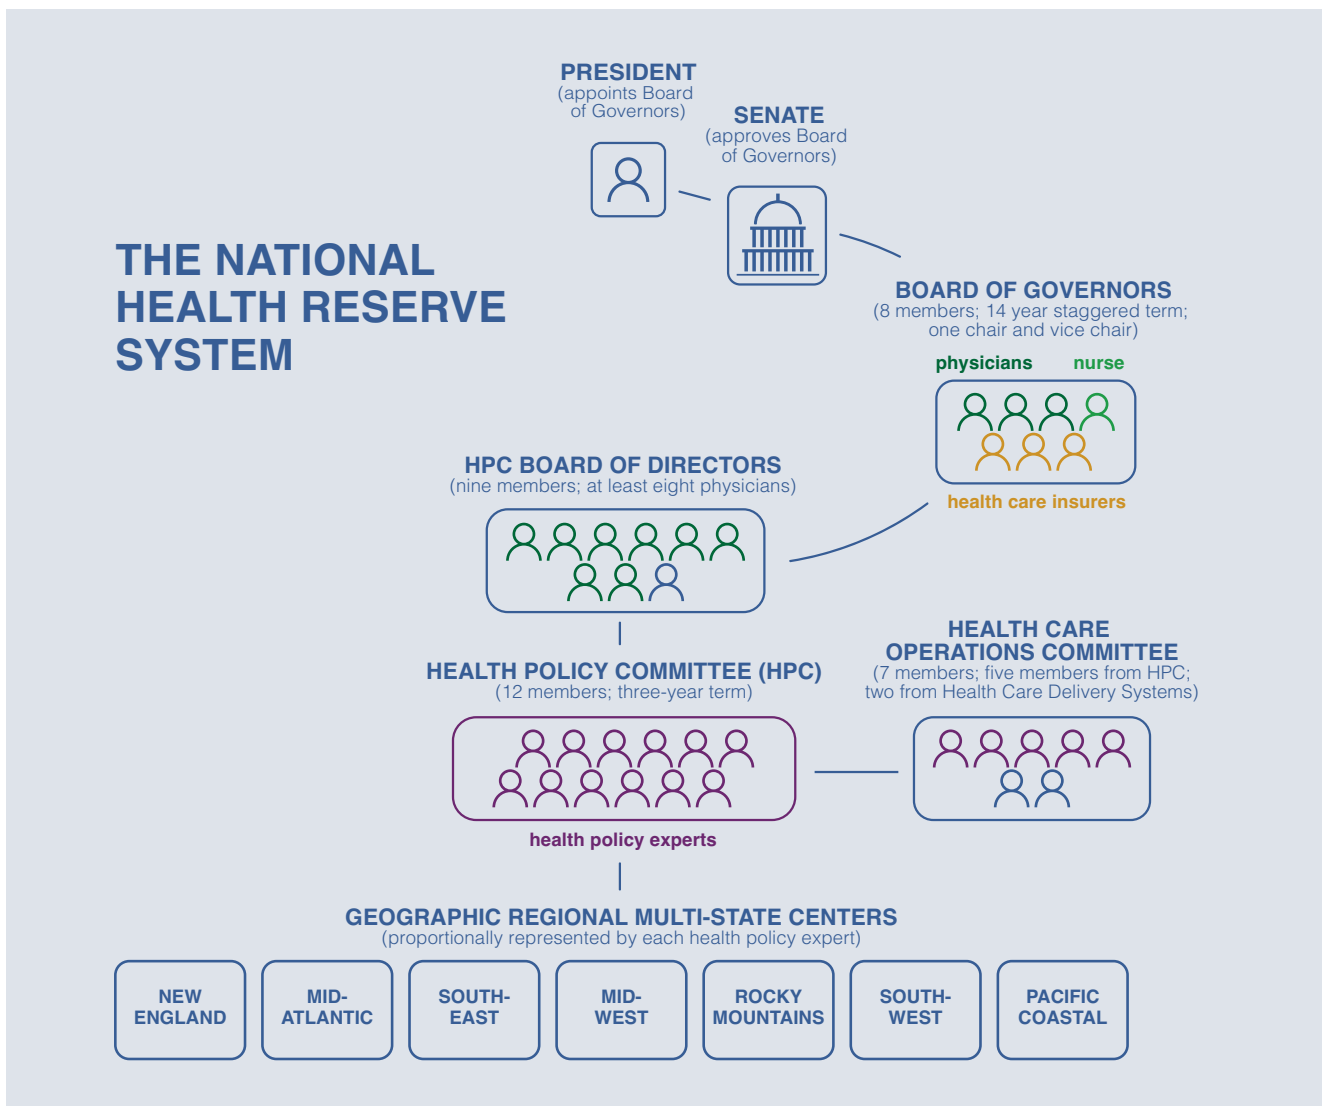 PRESIDENT
(appoints Board
of Governors)
SENATE
(approves Board
of Governors)
THE NATIONAL
HEALTH RESERVE
SYSTEM
BOARD OF GOVERNORS
(8 members; 14 year staggered term;
one chair and vice chair)
physicians nurse
health care insurers
HPC BOARD OF DIRECTORS
(nine members; at least eight physicians)
HEALTH POLICY COMMITTEE (HPC)
(12 members; three-year term)
health policy experts
HEALTH CARE
OPERATIONS COMMITTEE
(7 members; five members from HPC;
two from Health Care Delivery Systems)
GEOGRAPHIC REGIONAL MULTI-STATE CENTERS
(proportionally represented by each health policy expert)
NEW
ENGLAND
MID-
ATLANTIC
SOUTH-
EAST
MID-
WEST
ROCKY
MOUNTAINS
SOUTH-
WEST
PACIFIC
COASTAL